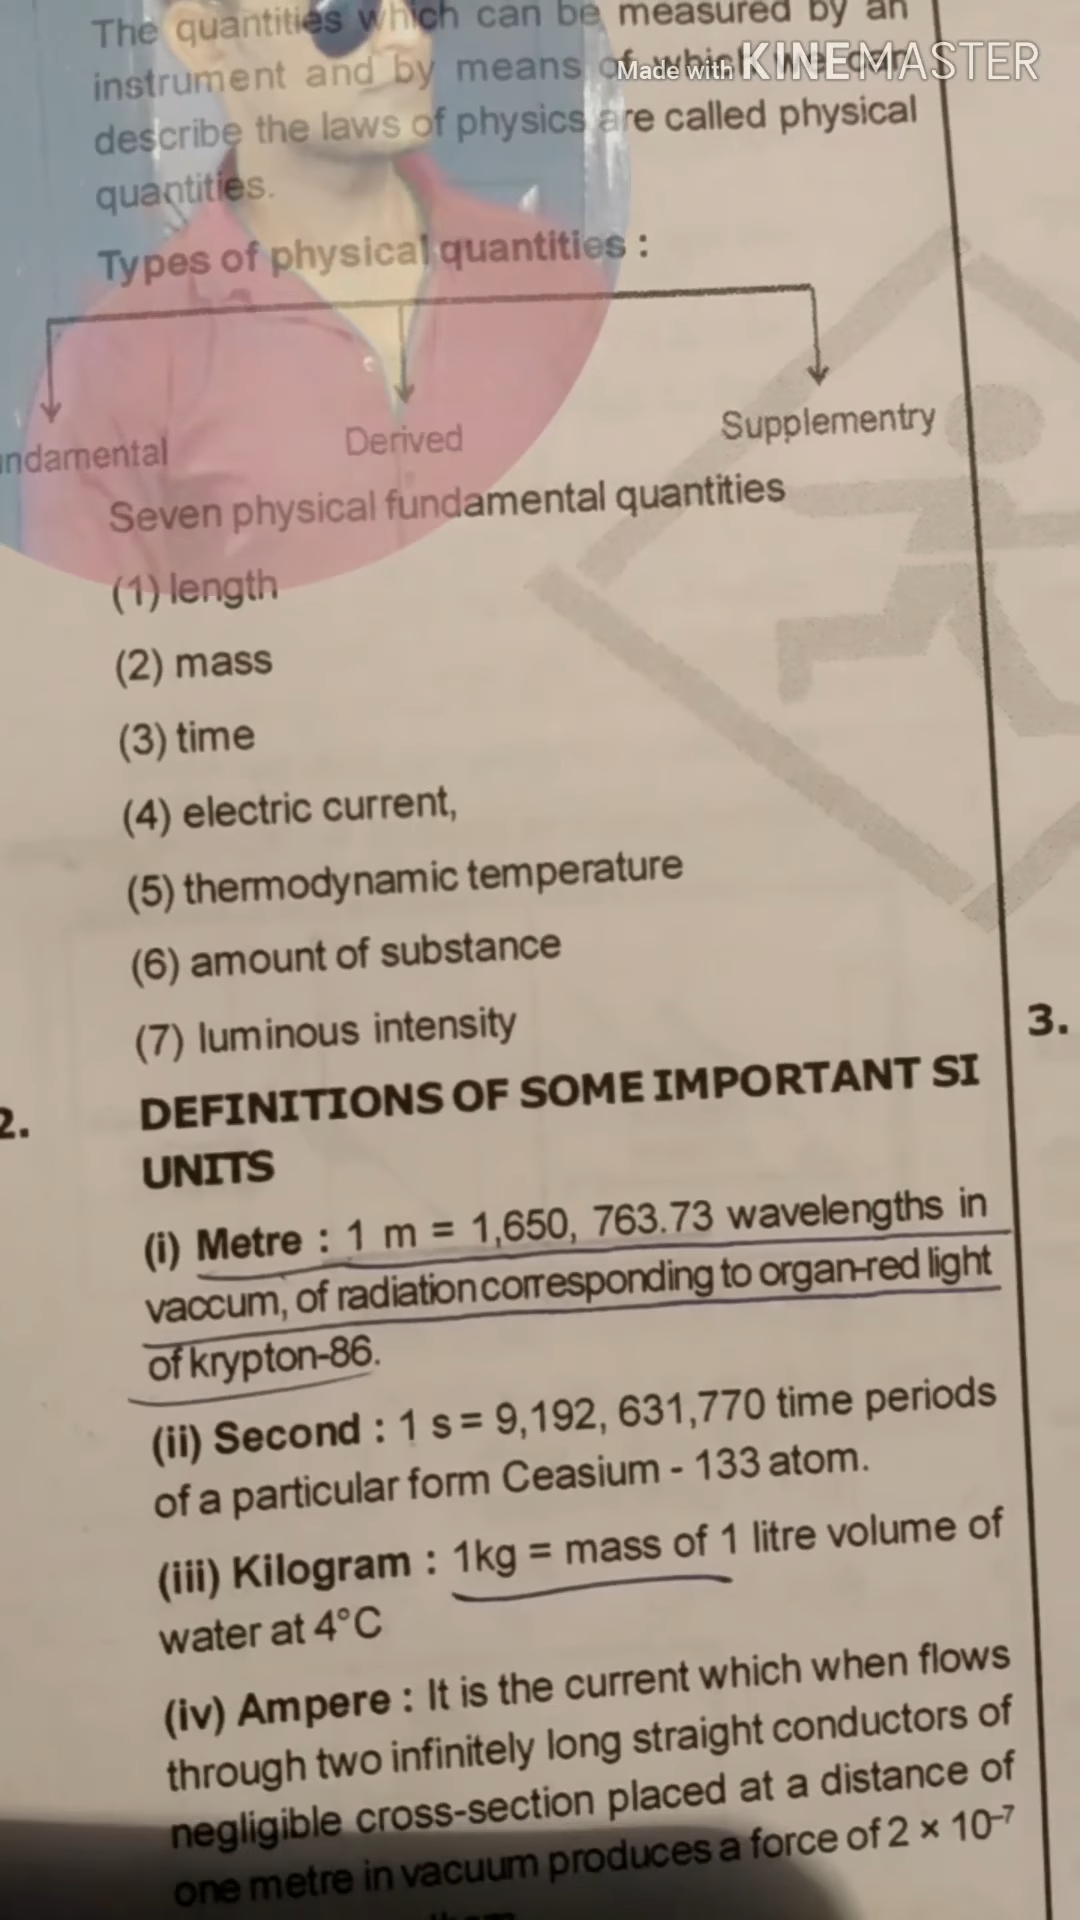 The quantities which can be measured by an
instrument and by means of which we can
Made with KINEMASTER
describe the laws of physics are called physical
quantities.
Types of physical quantities :
ndamental Derived Supplementry
Seven physical fundamental quantities
(1) length
(2) mass
(3) time
(4) electric current,
(5) thermodynamic temperature
(6) amount of substance
(7) luminous intensity
3.
2. DEFINITIONS OF SOME IMPORTANT SI
UNITS
(i) Metre : 1 m = 1,650, 763.73 wavelengths in
vaccum, of radiation corresponding to organ-red light
of krypton-86.
(ii) Second : 1 s = 9,192, 631,770 time periods
of a particular form Ceasium - 133 atom.
(iii) Kilogram : 1kg = mass of 1 litre volume of
water at 4°C
(iv) Ampere : It is the current which when flows
through two infinitely long straight conductors of
negligible cross-section placed at a distance of
one metre in vacuum produces a force of 2 × 10⁻⁷